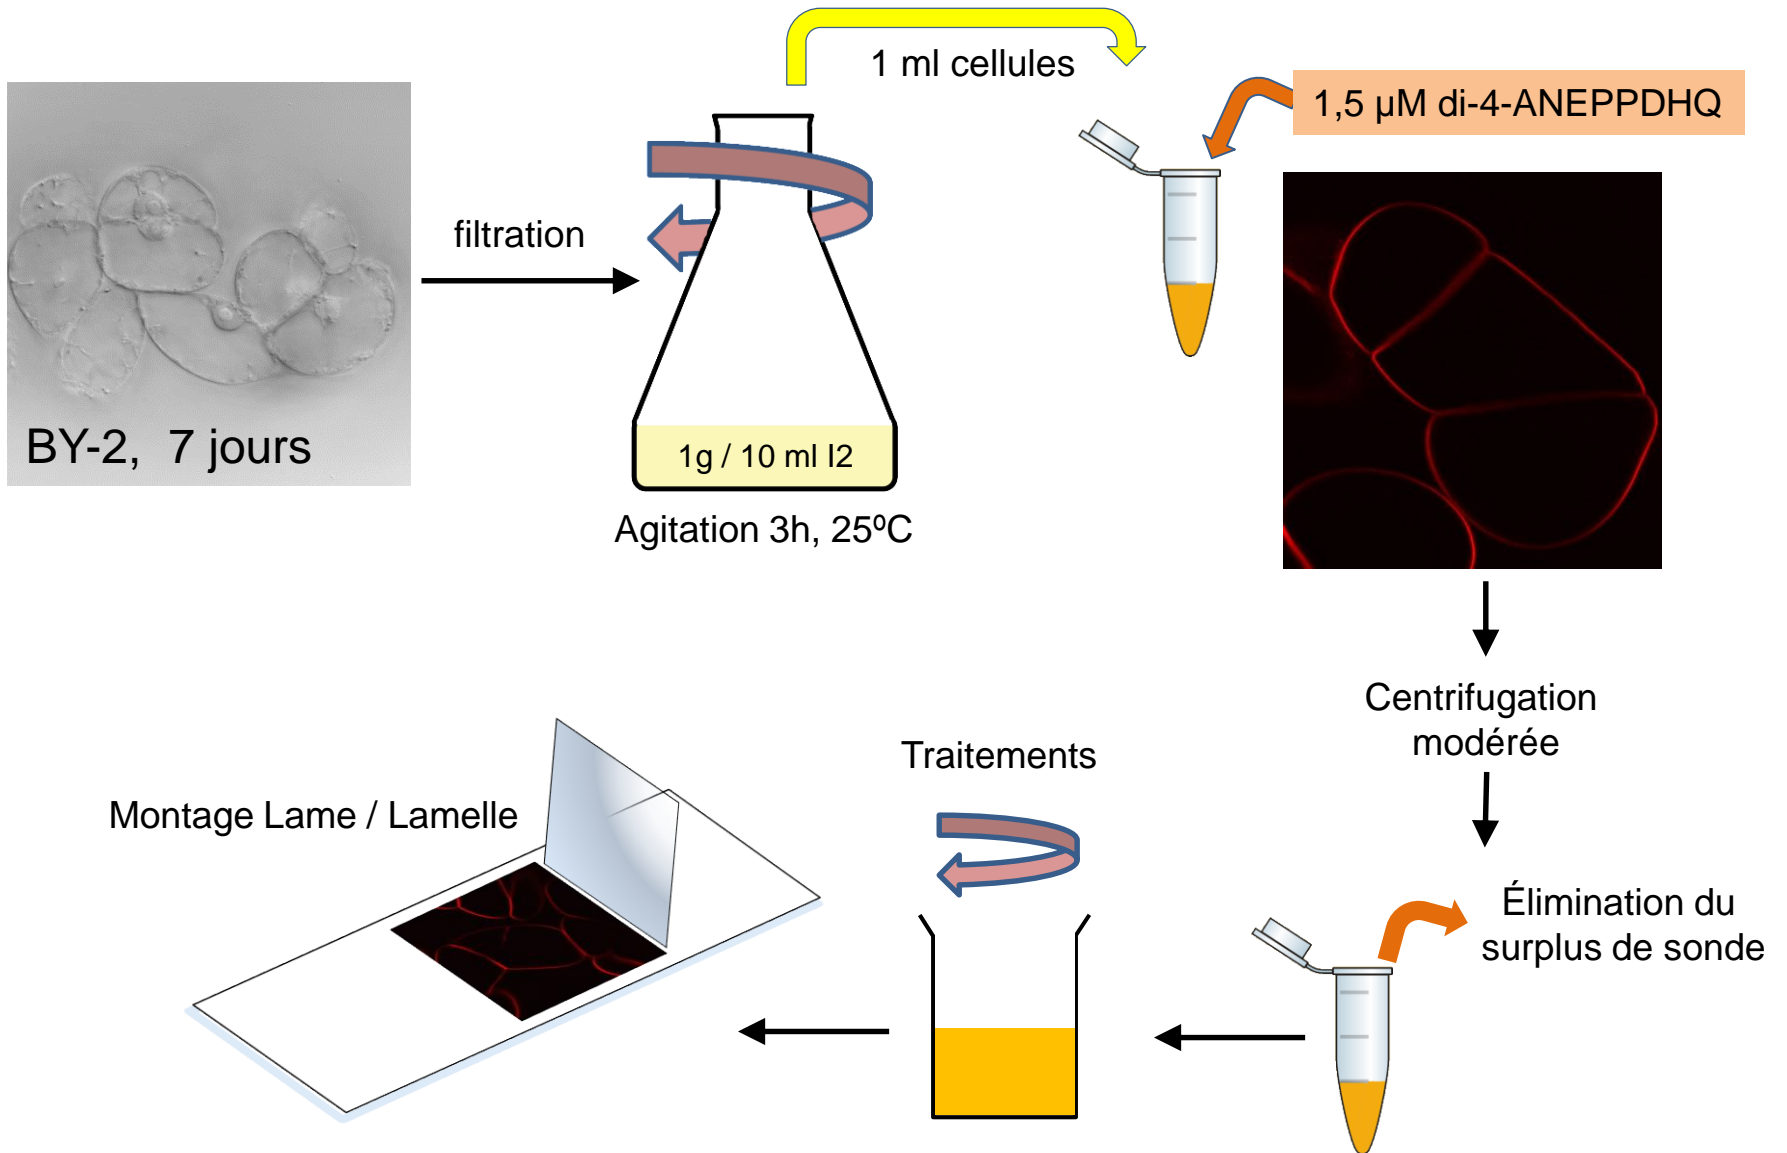 1 ml cellules
1,5 µM di-4-ANEPPDHQ
filtration
BY-2,  7 jours
1g / 10 ml I2
Agitation 3h, 25ºC
Centrifugation
modérée
Élimination du
surplus de sonde
Traitements
Montage Lame / Lamelle